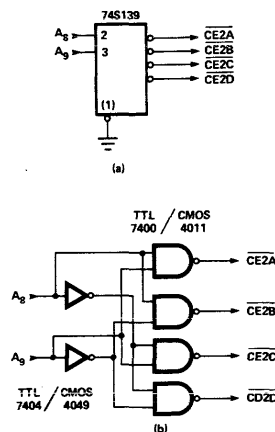 74S139
A8 2 CE2A
A9 3 CE2B
CE2C
CE2D
(1)
(a)
TTL / CMOS
7400 / 4011
CE2A
A8
CE2B
CE2C
A9
TTL / CMOS
7404 / 4049
CD2D
(b)